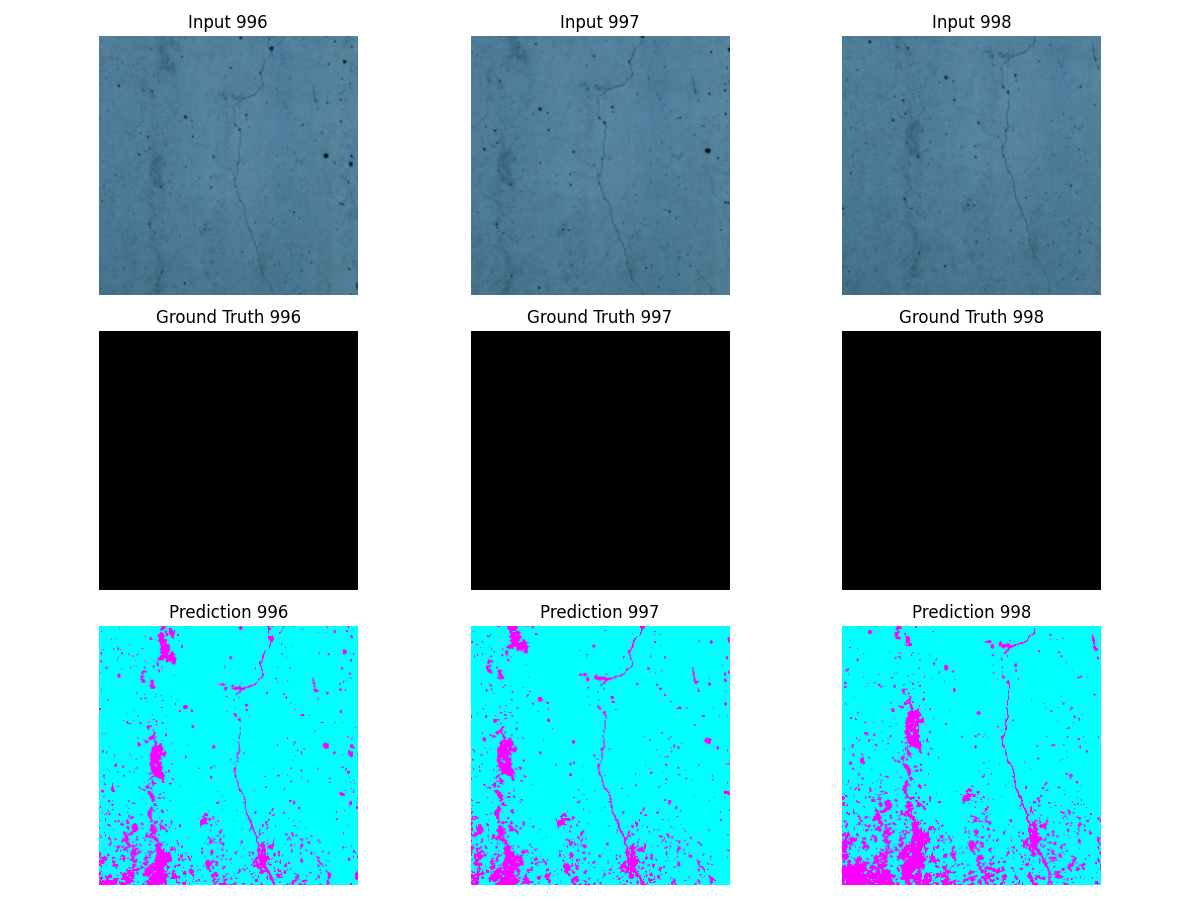 Input 996
Input 997
Input 998
Ground Truth 996
Ground Truth 997
Ground Truth 998
Prediction 996
Prediction 997
Prediction 998